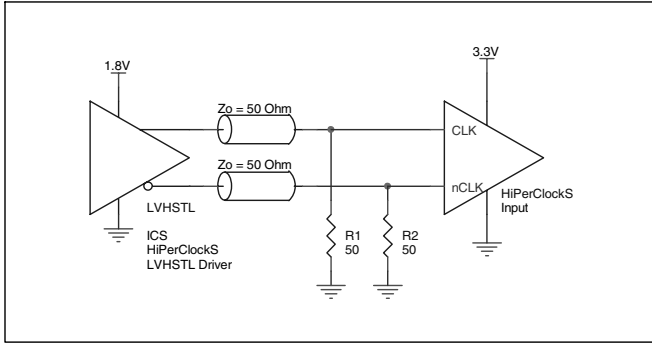 1.8V
3.3V
Zo = 50 Ohm
CLK
Zo = 50 Ohm
nCLK
HiPerClockS
Input
LVHSTL
ICS
HiPerClockS
LVHSTL Driver
R1
50
R2
50